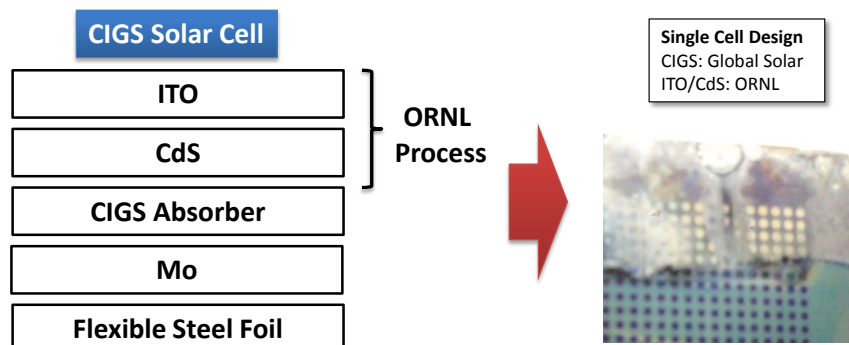 CIGS Solar Cell
ITO
CdS
CIGS Absorber
Mo
Flexible Steel Foil
ORNL
Process
Single Cell Design
CIGS: Global Solar
ITO/CdS: ORNL